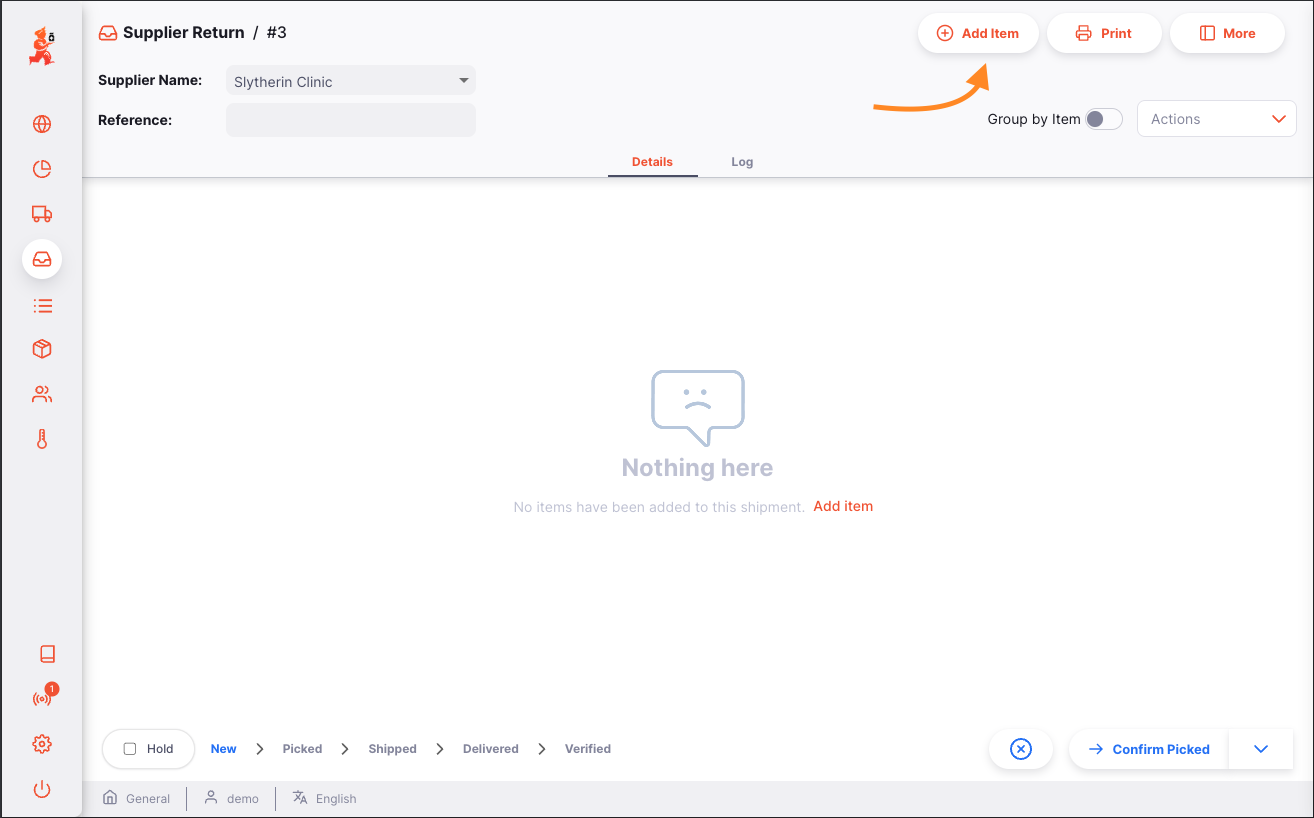 Supplier Return / #3
Add Item
Print
More
Supplier Name: Slytherin Clinic
Reference:
Group by Item
Actions
Details
Log
Nothing here
No items have been added to this shipment. Add item
1
Hold
New
Picked
Shipped
Delivered
Verified
Confirm Picked
General
demo
English